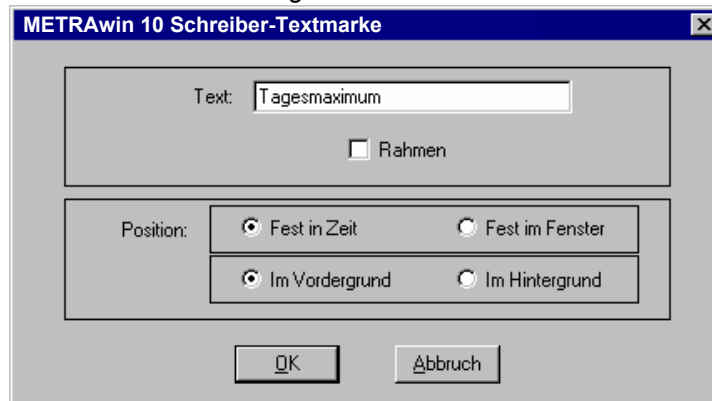 METRAwin 10 Schreiber-Textmarke
Text: Tagesmaximum
Rahmen
Position: Fest in Zeit Fest im Fenster
Im Vordergrund Im Hintergrund
OK Abbruch